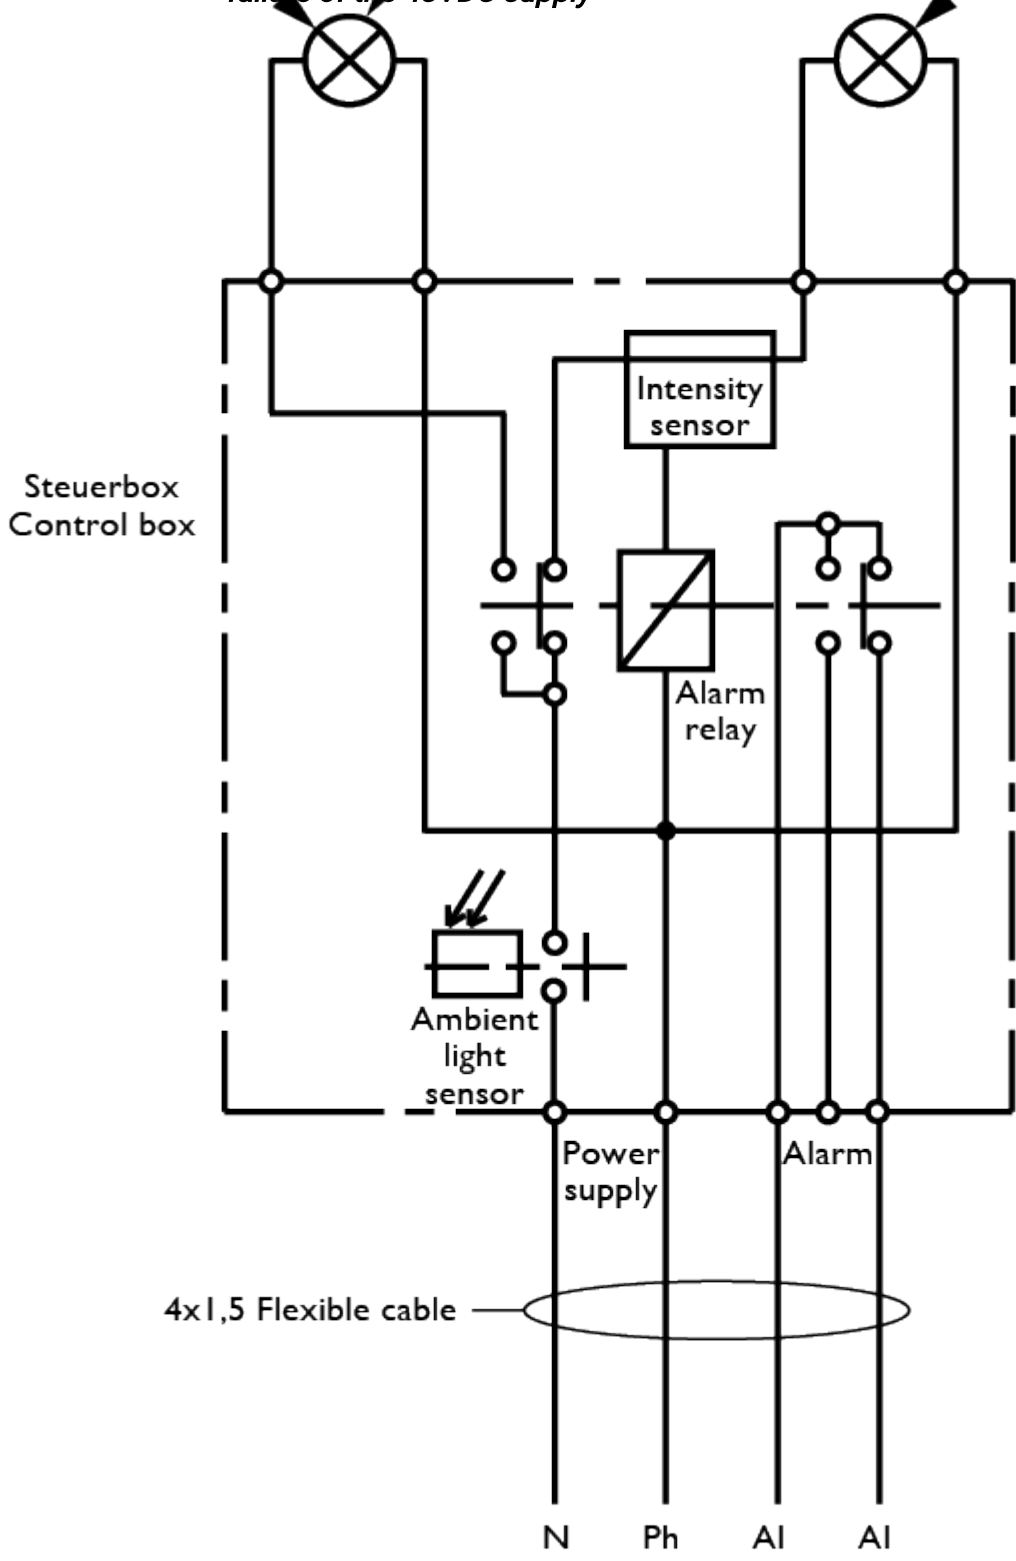 supply
Intensity
sensor
Steuerbox
Control box
Alarm
relay
Ambient
light
sensor
Power
supply
Alarm
4x1,5 Flexible cable
N Ph Al Al